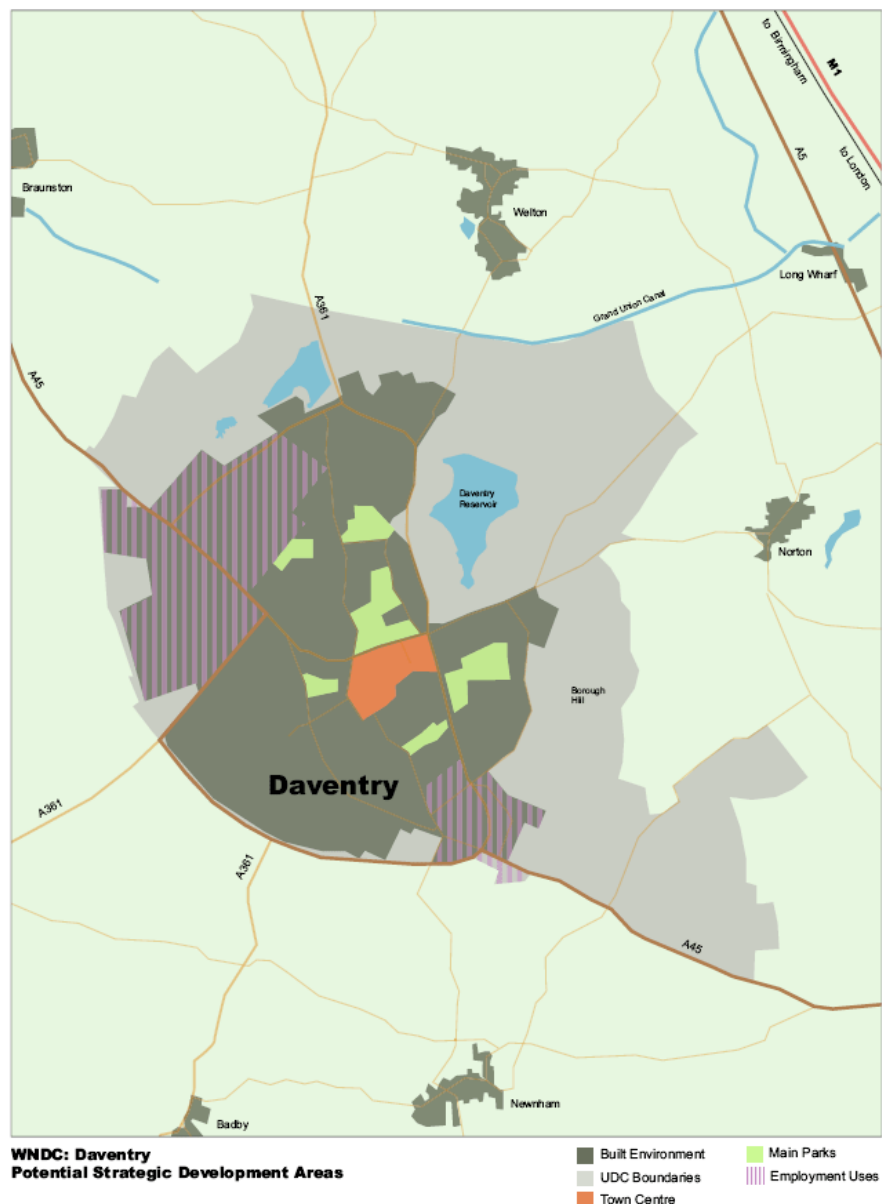 to Birmingham
M1
A5
to London
Braunston
Welton
Long Wharf
Grand Union Canal
A361
A45
Daventry
Reservoir
Norton
Borough
Hill
Daventry
A361
A361
A45
Newnham
Badby
WNDC: Daventry
Potential Strategic Development Areas
Built Environment
UDC Boundaries
Town Centre
Main Parks
Employment Uses